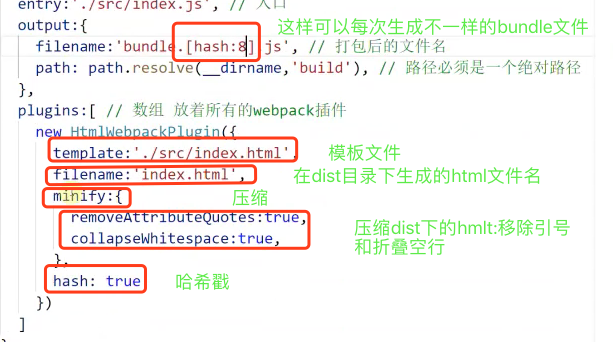 entry:'./src/index.js', // 入口
output:{ 这样可以每次生成不一样的bundle文件
filename:'bundle.[hash:8].js', // 打包后的文件名
path: path.resolve(__dirname,'build'), // 路径必须是一个绝对路径
},
plugins:[ // 数组 放着所有的webpack插件
new HtmlWebpackPlugin({
template:'./src/index.html', 模板文件
filename:'index.html', 在dist目录下生成的html文件名
minify:{ 压缩
removeAttributeQuotes:true, 压缩dist下的hmlt:移除引号
collapseWhitespace:true, 和折叠空行
},
hash: true 哈希戳
})
]